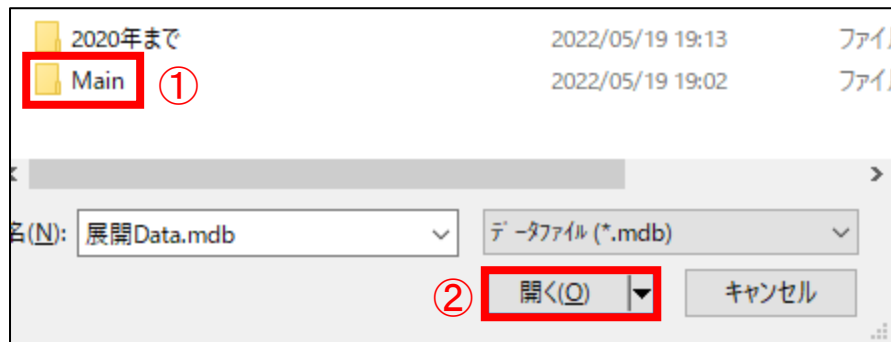 2020年まで 2022/05/19 19:13 ファイル
Main ① 2022/05/19 19:02 ファイル
名(N): 展開Data.mdb ﾃﾞｰﾀﾌｧｲﾙ (*.mdb)
② 開く(O) キャンセル